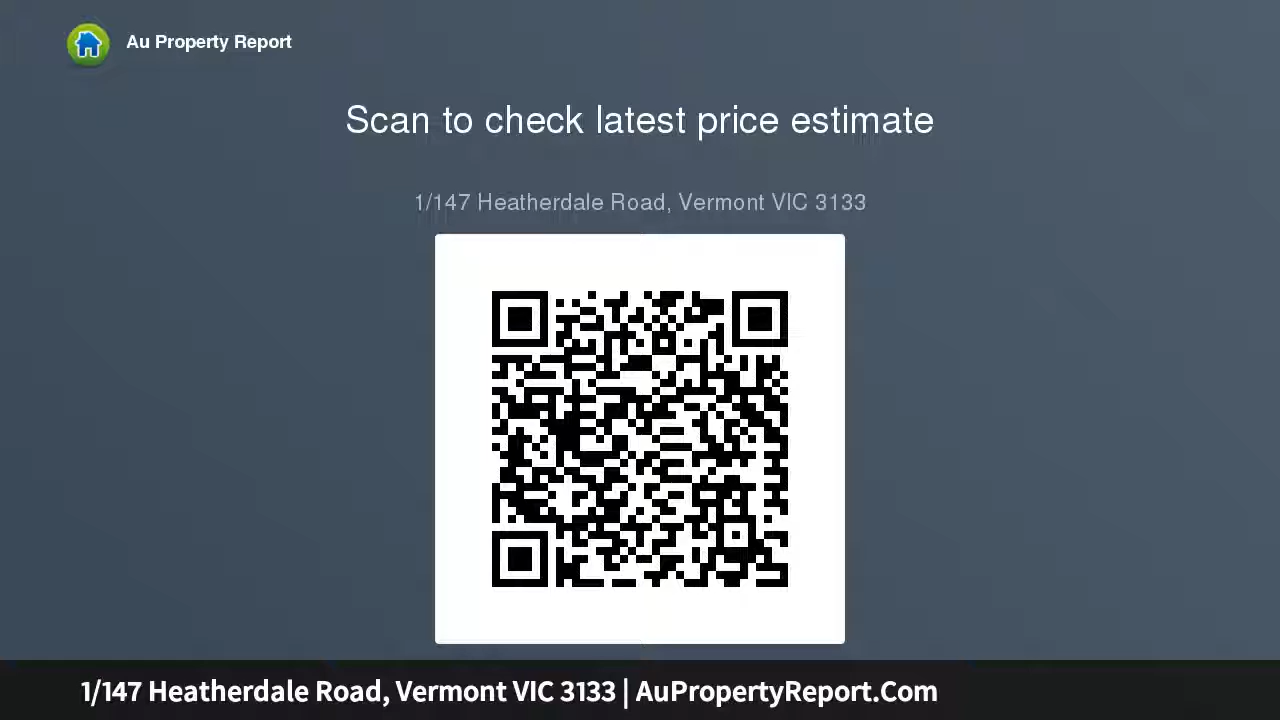 Au Property Report
Scan to check latest price estimate
1/147 Heatherdale Road, Vermont VIC 3133
1/147 Heatherdale Road, Vermont VIC 3133 | AuPropertyReport.Com